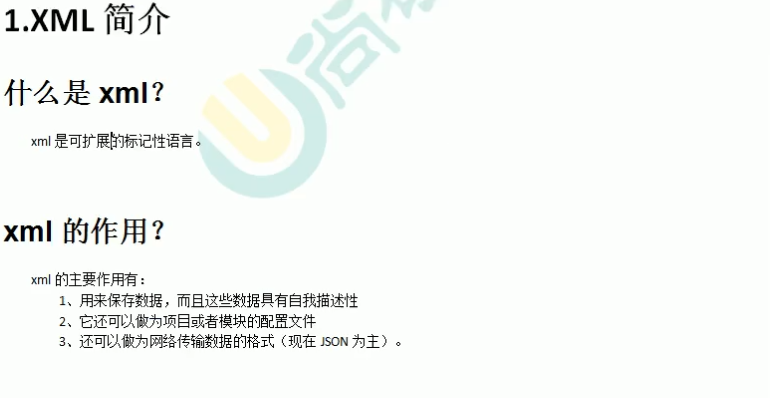 1.XML 简介
什么是 xml？
xml 是可扩展的标记性语言。
xml 的作用？
xml 的主要作用有：
1、用来保存数据，而且这些数据具有自我描述性
2、它还可以做为项目或者模块的配置文件
3、还可以做为网络传输数据的格式（现在 JSON 为主）。